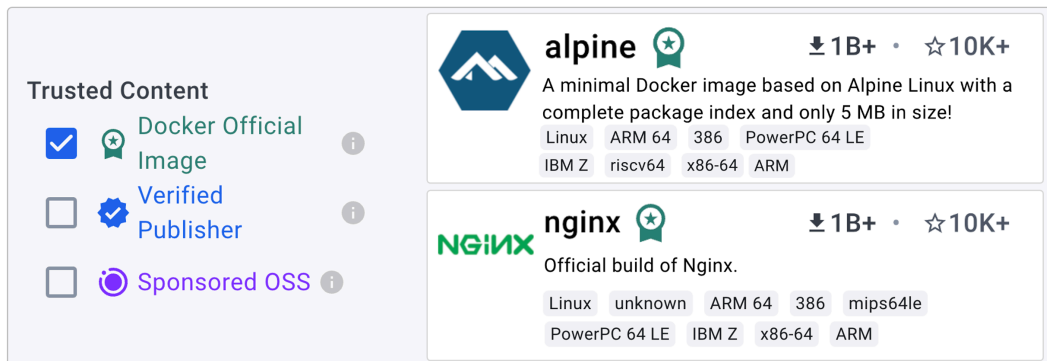 Trusted Content
Docker Official
Image
Verified
Publisher
Sponsored OSS
alpine 1B+ • 10K+
A minimal Docker image based on Alpine Linux with a
complete package index and only 5 MB in size!
Linux ARM 64 386 PowerPC 64 LE
IBM Z riscv64 x86-64 ARM
NGINX
nginx 1B+ • 10K+
Official build of Nginx.
Linux unknown ARM 64 386 mips64le
PowerPC 64 LE IBM Z x86-64 ARM